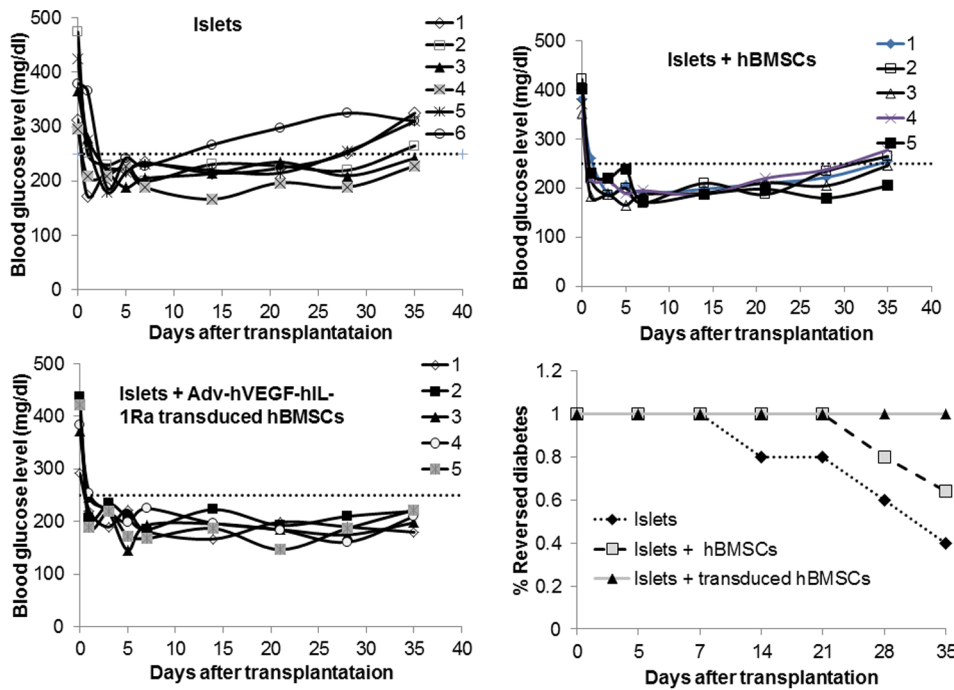 Islets
Blood glucose level (mg/dl)
500
400
300
200
100
0
0 5 10 15 20 25 30 35 40
Days after transplantataion
1
2
3
4
5
6
Islets + hBMSCs
Blood glucose level (mg/dl)
500
400
300
200
100
0
0 5 10 15 20 25 30 35 40
Days after transplantation
1
2
3
4
5
Islets + Adv-hVEGF-hIL-
1Ra transduced hBMSCs
Blood glucose level (mg/dl)
500
400
300
200
100
0
0 5 10 15 20 25 30 35 40
Days after transplantataion
1
2
3
4
5
% Reversed diabetes
1.2
1
0.8
0.6
0.4
0.2
0
0 5 7 14 21 28 35
Days after transplantation
Islets
Islets + hBMSCs
Islets + transduced hBMSCs